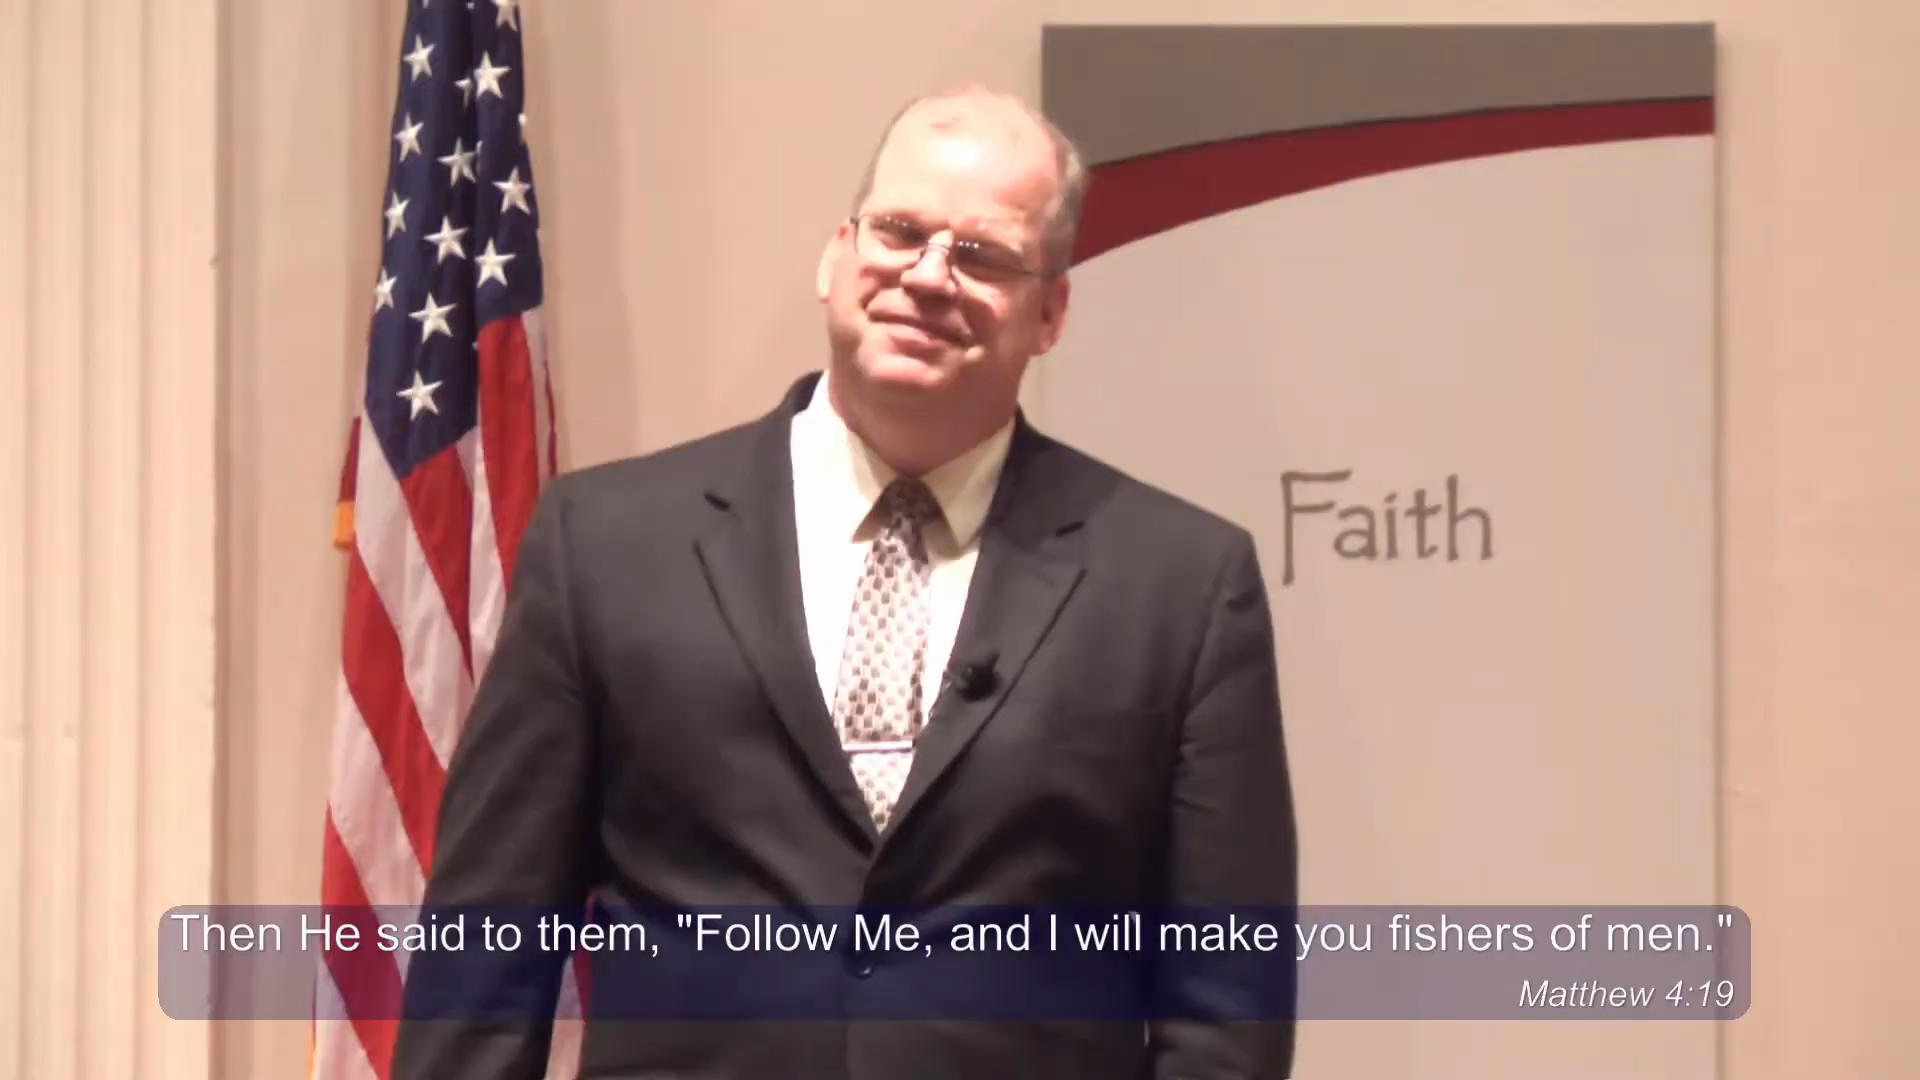 Faith
Then He said to them, "Follow Me, and I will make you fishers of men."
Matthew 4:19